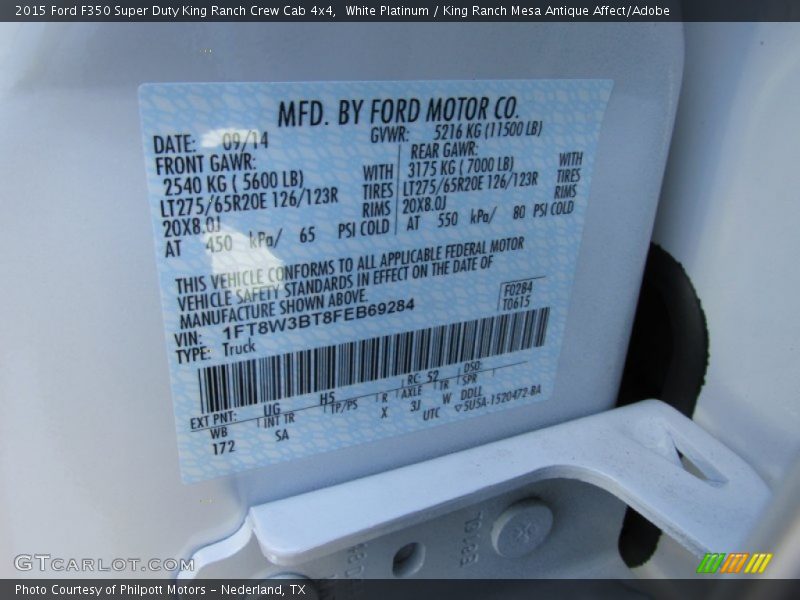 2015 Ford F350 Super Duty King Ranch Crew Cab 4x4, White Platinum / King Ranch Mesa Antique Affect/Adobe
MFD. BY FORD MOTOR CO.
DATE: 09/14 GVWR: 5216 KG (11500 LB)
FRONT GAWR:
2540 KG ( 5600 LB) WITH
LT275/65R20E 126/123R TIRES
20X8.0J RIMS
AT 450 kPa/ 65 PSI COLD
REAR GAWR:
3175 KG ( 7000 LB) WITH
LT275/65R20E 126/123R TIRES
20X8.0J RIMS
AT 550 kPa/ 80 PSI COLD
THIS VEHICLE CONFORMS TO ALL APPLICABLE FEDERAL MOTOR
VEHICLE SAFETY STANDARDS IN EFFECT ON THE DATE OF
MANUFACTURE SHOWN ABOVE.
F0284
T0615
VIN: 1FT8W3BT8FEB69284
TYPE: Truck
EXT PNT: UG H5 RC: 52 DSO:
WB INT TR TP/PS R AXLE TR SPR
172 SA X 3J W DDLL
UTC ▽5U5A-1520472-BA
GTCARLOT.COM
Photo Courtesy of Philpott Motors - Nederland, TX